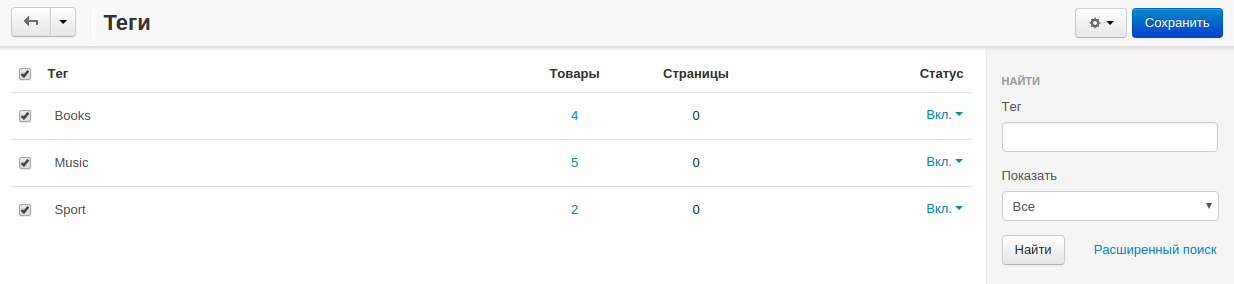 Теги
Сохранить
Тег Товары Страницы Статус
Books 4 0 Вкл.
Music 5 0 Вкл.
Sport 2 0 Вкл.
НАЙТИ
Тег
Показать
Все
Найти Расширенный поиск